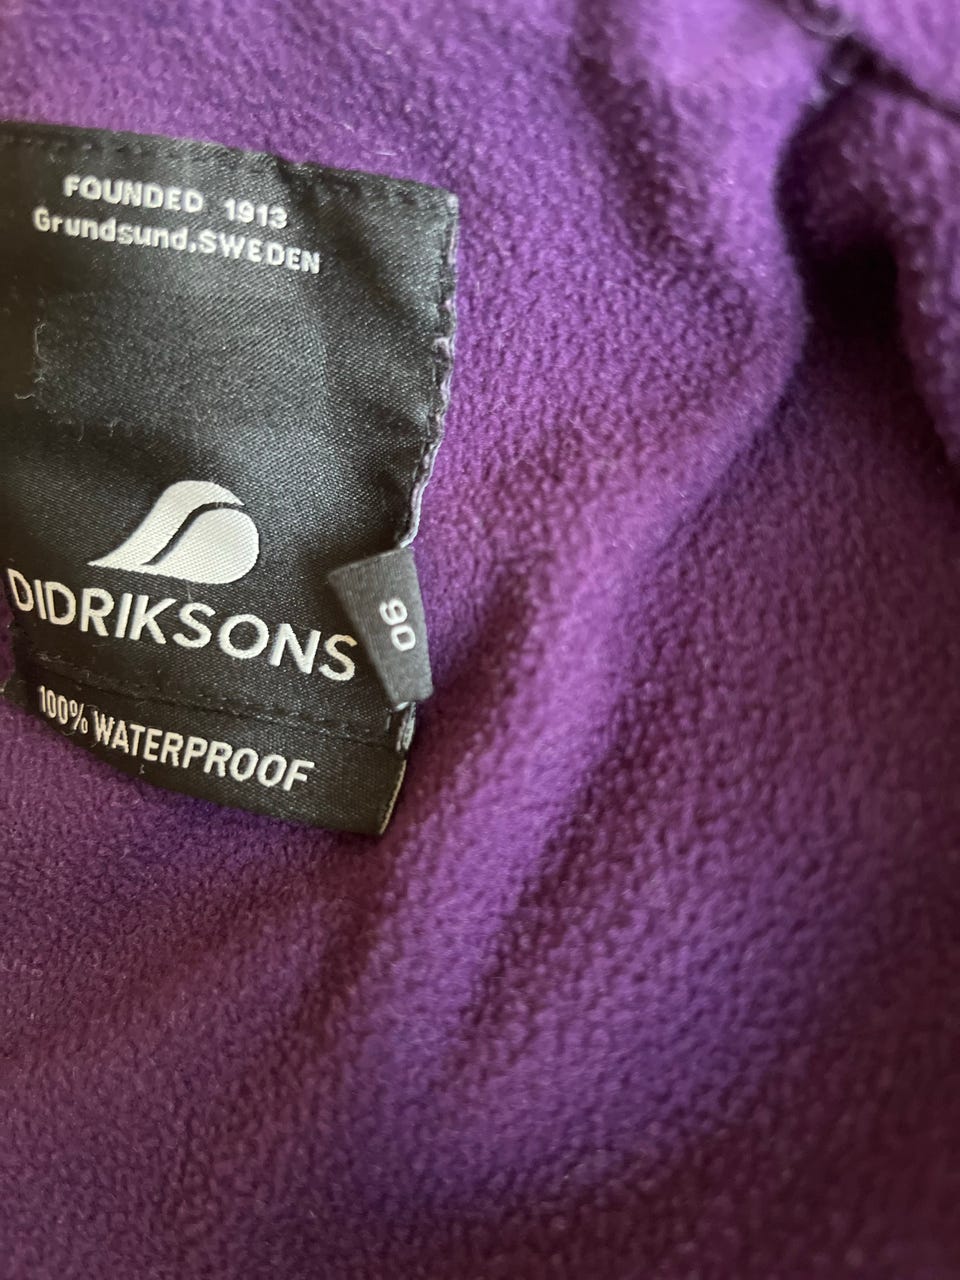 FOUNDED 1913
Grundsund.SWEDEN
DIDRIKSONS
90
100% WATERPROOF